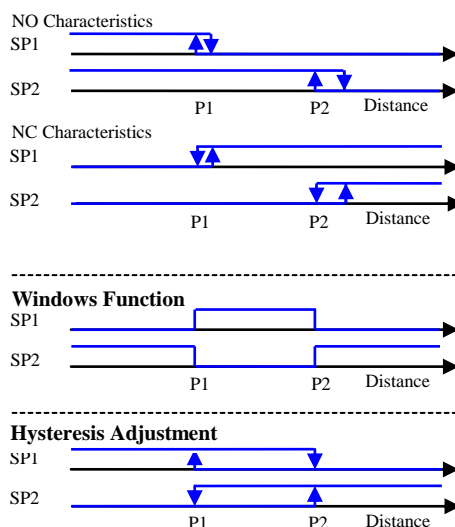 NO Characteristics
SP1
SP2
P1 P2 Distance
NC Characteristics
SP1
SP2
P1 P2 Distance
Windows Function
SP1
SP2
P1 P2 Distance
Hysteresis Adjustment
SP1
SP2
P1 P2 Distance